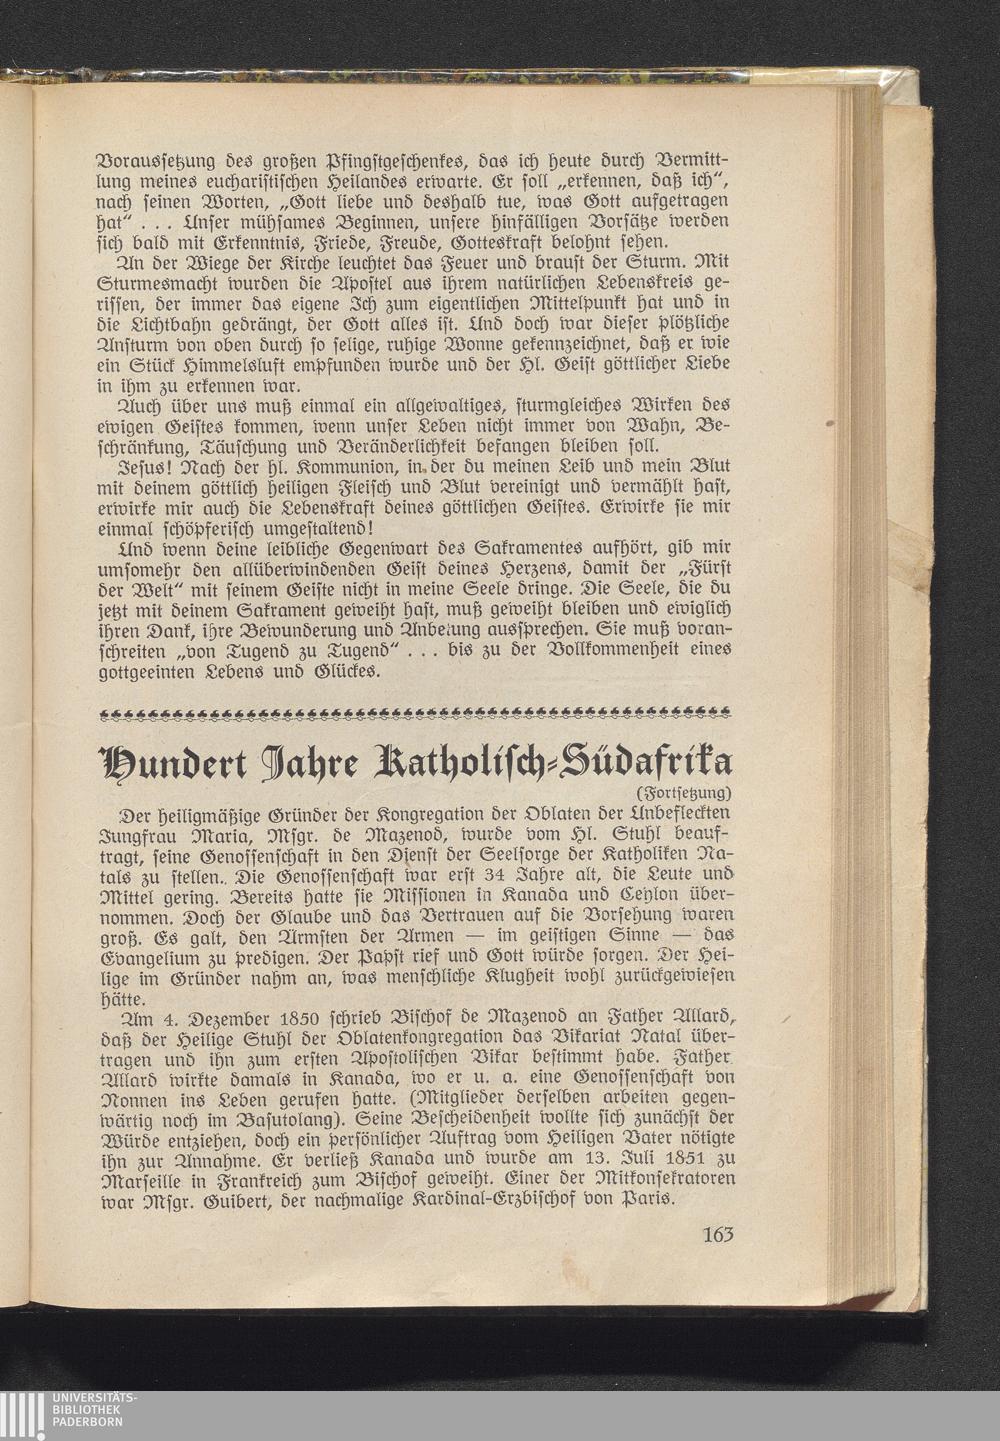 Voraussetzung des großen Pfingstgeschenkes, das ich heute durch Vermitt-
lung meines eucharistischen Heilandes erwarte. Er soll „erkennen, daß ich“,
nach seinen Worten, „Gott liebe und deshalb tue, was Gott aufgetragen
hat“ . . . Unser mühsames Beginnen, unsere hinfälligen Vorsätze werden
sich bald mit Erkenntnis, Friede, Freude, Gotteskraft belohnt sehen.
An der Wiege der Kirche leuchtet das Feuer und braust der Sturm. Mit
Sturmesmacht wurden die Apostel aus ihrem natürlichen Lebenskreis ge-
rissen, der immer das eigene Ich zum eigentlichen Mittelpunkt hat und in
die Lichtbahn gedrängt, der Gott alles ist. Und doch war dieser plötzliche
Ansturm von oben durch so selige, ruhige Wonne gekennzeichnet, daß er wie
ein Stück Himmelsluft empfunden wurde und der Hl. Geist göttlicher Liebe
in ihm zu erkennen war.
Auch über uns muß einmal ein allgewaltiges, sturmgleiches Wirken des
ewigen Geistes kommen, wenn unser Leben nicht immer von Wahn, Be-
schränkung, Täuschung und Veränderlichkeit befangen bleiben soll.
Jesus! Nach der hl. Kommunion, in der du meinen Leib und mein Blut
mit deinem göttlich heiligen Fleisch und Blut vereinigt und vermählt hast,
erwirke mir auch die Lebenskraft deines göttlichen Geistes. Erwirke sie mir
einmal schöpferisch umgestaltend!
Und wenn deine leibliche Gegenwart des Sakramentes aufhört, gib mir
umsomehr den allüberwindenden Geist deines Herzens, damit der „Fürst
der Welt“ mit seinem Geiste nicht in meine Seele dringe. Die Seele, die du
jetzt mit deinem Sakrament geweiht hast, muß geweiht bleiben und ewiglich
ihren Dank, ihre Bewunderung und Anbetung aussprechen. Sie muß voran-
schreiten „von Tugend zu Tugend“ . . . bis zu der Vollkommenheit eines
gottgeeinten Lebens und Glückes.
Hundert Jahre Katholisch-Südafrika
(Fortsetzung)
Der heiligmäßige Gründer der Kongregation der Oblaten der Unbefleckten
Jungfrau Maria, Msgr. de Mazenod, wurde vom Hl. Stuhl beauf-
tragt, seine Genossenschaft in den Dienst der Seelsorge der Katholiken Na-
tals zu stellen. Die Genossenschaft war erst 34 Jahre alt, die Leute und
Mittel gering. Bereits hatte sie Missionen in Kanada und Ceylon über-
nommen. Doch der Glaube und das Vertrauen auf die Vorsehung waren
groß. Es galt, den Ärmsten der Armen — im geistigen Sinne — das
Evangelium zu predigen. Der Papst rief und Gott würde sorgen. Der Hei-
lige im Gründer nahm an, was menschliche Klugheit wohl zurückgewiesen
hätte.
Am 4. Dezember 1850 schrieb Bischof de Mazenod an Father Allard,
daß der Heilige Stuhl der Oblatenkongregation das Vikariat Natal über-
tragen und ihn zum ersten Apostolischen Vikar bestimmt habe. Father
Allard wirkte damals in Kanada, wo er u. a. eine Genossenschaft von
Nonnen ins Leben gerufen hatte. (Mitglieder derselben arbeiten gegen-
wärtig noch im Basutolang). Seine Bescheidenheit wollte sich zunächst der
Würde entziehen, doch ein persönlicher Auftrag vom Heiligen Vater nötigte
ihn zur Annahme. Er verließ Kanada und wurde am 13. Juli 1851 zu
Marseille in Frankreich zum Bischof geweiht. Einer der Mitkonsekratoren
war Msgr. Guibert, der nachmalige Kardinal-Erzbischof von Paris.
163
UNIVERSITÄTS-
BIBLIOTHEK
PADERBORN